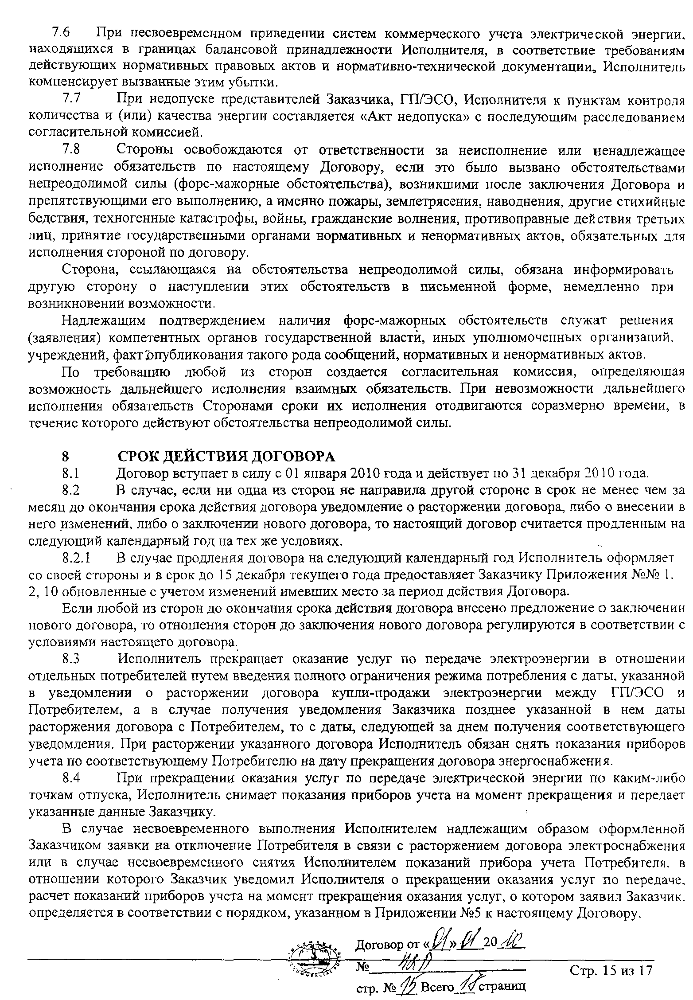 7.6 При несвоевременном приведении систем коммерческого учета электрической энергии,
находящихся в границах балансовой принадлежности Исполнителя, в соответствие требованиям
действующих нормативных правовых актов и нормативно-технической документации, Исполнитель
компенсирует вызванные этим убытки.
7.7 При недопуске представителей Заказчика, ГП/ЭСО, Исполнителя к пунктам контроля
количества и (или) качества энергии составляется «Акт недопуска» с последующим расследованием
согласительной комиссией.
7.8 Стороны освобождаются от ответственности за неисполнение или ненадлежащее
исполнение обязательств по настоящему Договору, если это было вызвано обстоятельствами
непреодолимой силы (форс-мажорные обстоятельства), возникшими после заключения Договора и
препятствующими его выполнению, а именно пожары, землетрясения, наводнения, другие стихийные
бедствия, техногенные катастрофы, войны, гражданские волнения, противоправные действия третьих
лиц, принятие государственными органами нормативных и ненормативных актов, обязательных для
исполнения стороной по договору.
Сторона, ссылающаяся на обстоятельства непреодолимой силы, обязана информировать
другую сторону о наступлении этих обстоятельств в письменной форме, немедленно при
возникновении возможности.
Надлежащим подтверждением наличия форс-мажорных обстоятельств служат решения
(заявления) компетентных органов государственной власти, иных уполномоченных организаций,
учреждений, факт опубликования такого рода сообщений, нормативных и ненормативных актов.
По требованию любой из сторон создается согласительная комиссия, определяющая
возможность дальнейшего исполнения взаимных обязательств. При невозможности дальнейшего
исполнения обязательств Сторонами сроки их исполнения отодвигаются соразмерно времени, в
течение которого действуют обстоятельства непреодолимой силы.
8 СРОК ДЕЙСТВИЯ ДОГОВОРА
8.1 Договор вступает в силу с 01 января 2010 года и действует по 31 декабря 2010 года.
8.2 В случае, если ни одна из сторон не направила другой стороне в срок не менее чем за
месяц до окончания срока действия договора уведомление о расторжении договора, либо о внесении в
него изменений, либо о заключении нового договора, то настоящий договор считается продленным на
следующий календарный год на тех же условиях.
8.2.1 В случае продления договора на следующий календарный год Исполнитель оформляет
со своей стороны и в срок до 15 декабря текущего года предоставляет Заказчику Приложения №№ 1,
2, 10 обновленные с учетом изменений имевших место за период действия Договора.
Если любой из сторон до окончания срока действия договора внесено предложение о заключении
нового договора, то отношения сторон до заключения нового договора регулируются в соответствии с
условиями настоящего договора.
8.3 Исполнитель прекращает оказание услуг по передаче электроэнергии в отношении
отдельных потребителей путем введения полного ограничения режима потребления с даты, указанной
в уведомлении о расторжении договора купли-продажи электроэнергии между ГП/ЭСО и
Потребителем, а в случае получения уведомления Заказчика позднее указанной в нем даты
расторжения договора с Потребителем, то с даты, следующей за днем получения соответствующего
уведомления. При расторжении указанного договора Исполнитель обязан снять показания приборов
учета по соответствующему Потребителю на дату прекращения договора энергоснабжения.
8.4 При прекращении оказания услуг по передаче электрической энергии по каким-либо
точкам отпуска, Исполнитель снимает показания приборов учета на момент прекращения и передает
указанные данные Заказчику.
В случае несвоевременного выполнения Исполнителем надлежащим образом оформленной
Заказчиком заявки на отключение Потребителя в связи с расторжением договора электроснабжения
или в случае несвоевременного снятия Исполнителем показаний прибора учета Потребителя, в
отношении которого Заказчик уведомил Исполнителя о прекращении оказания услуг по передаче,
расчет показаний приборов учета на момент прекращения оказания услуг, о котором заявил Заказчик,
определяется в соответствии с порядком, указанном в Приложении №5 к настоящему Договору.
Договор от «01» 01 2010
№
Стр. 15 из 17
стр. № 15 Всего страниц